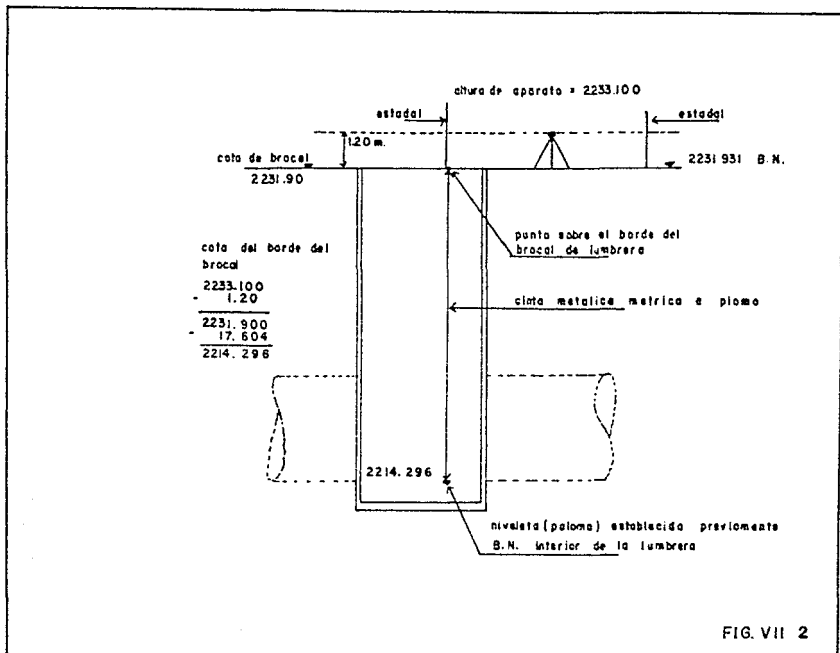 altura de aparato = 2233.100
estadal
estadal
1.20 m.
cota de brocal
2231.90
2231.931 B.N.
punto sobre el borde del
brocal de lumbrera
cota del borde del
brocal
2233.100
- 1.20
2231.900
- 17.604
2214.296
cinta metalica metrica a plomo
2214.296
niveleta (paloma) establecida previamente
B.N. interior de la lumbrera
FIG. VII 2